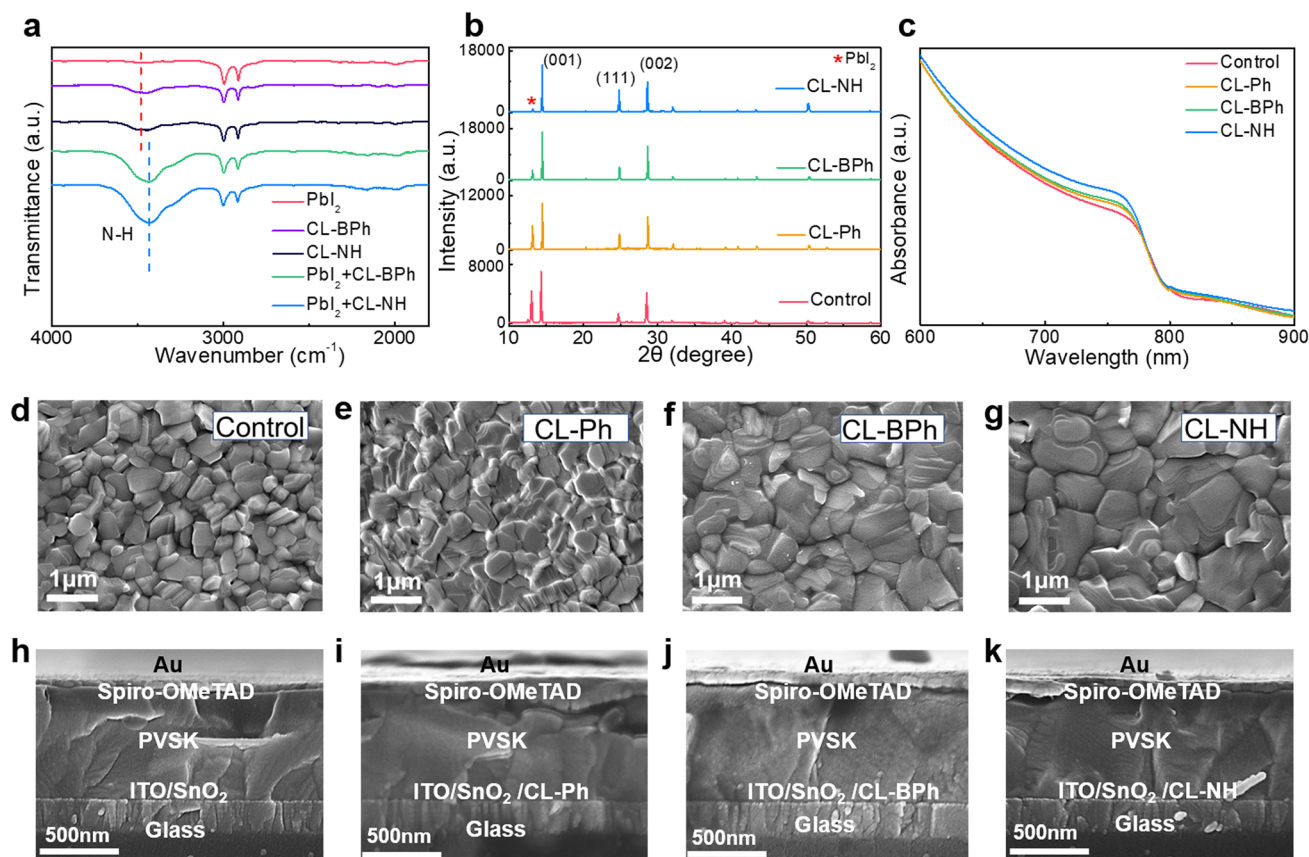 a
Transmittance (a.u.)
N-H
PbI₂
CL-BPh
CL-NH
PbI₂+CL-BPh
PbI₂+CL-NH
4000
3000
2000
Wavenumber (cm⁻¹)
b
Intensity (a.u.)
18000
0
18000
0
12000
0
8000
0
(001)
(111)
(002)
*PbI₂
*
CL-NH
CL-BPh
CL-Ph
Control
10
20
30
40
50
60
2θ (degree)
c
Absorbance (a.u.)
Control
CL-Ph
CL-BPh
CL-NH
600
700
800
900
Wavelength (nm)
d
Control
1μm
e
CL-Ph
1μm
f
CL-BPh
1μm
g
CL-NH
1μm
h
Au
Spiro-OMeTAD
PVSK
ITO/SnO₂
Glass
500nm
i
Au
Spiro-OMeTAD
PVSK
ITO/SnO₂ /CL-Ph
Glass
500nm
j
Au
Spiro-OMeTAD
PVSK
ITO/SnO₂ /CL-BPh
Glass
500nm
k
Au
Spiro-OMeTAD
PVSK
ITO/SnO₂ /CL-NH
Glass
500nm